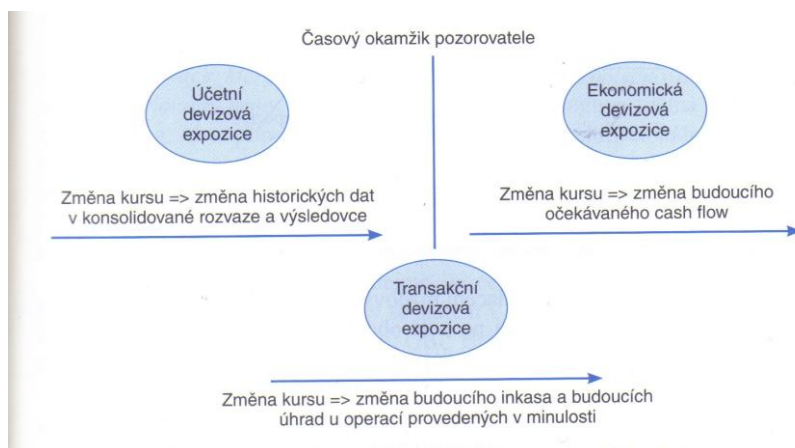 Časový okamžik pozorovatele
Účetní
devizová
expozice
Ekonomická
devizová
expozice
Změna kursu => změna historických dat
v konsolidované rozvaze a výsledovce
Změna kursu => změna budoucího
očekávaného cash flow
Transakční
devizová
expozice
Změna kursu => změna budoucího inkasa a budoucích
úhrad u operací provedených v minulosti